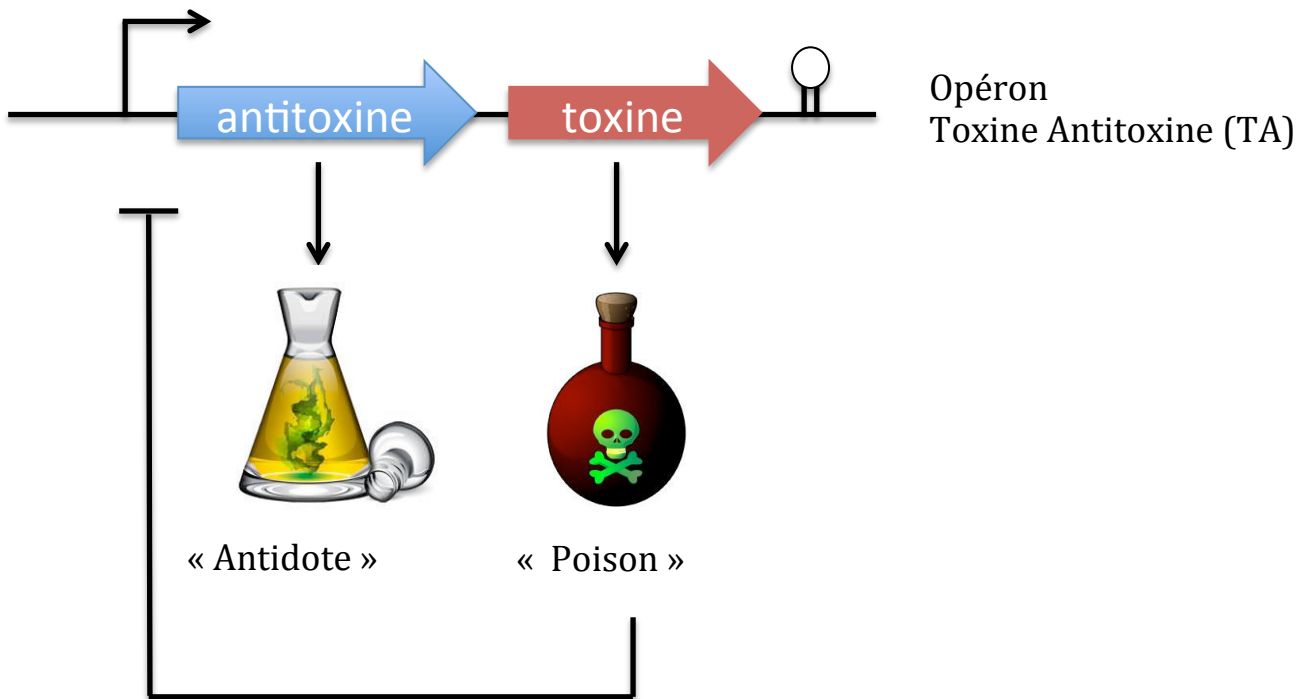 antitoxine
toxine
Opéron
Toxine Antitoxine (TA)
« Antidote »
«  Poison »